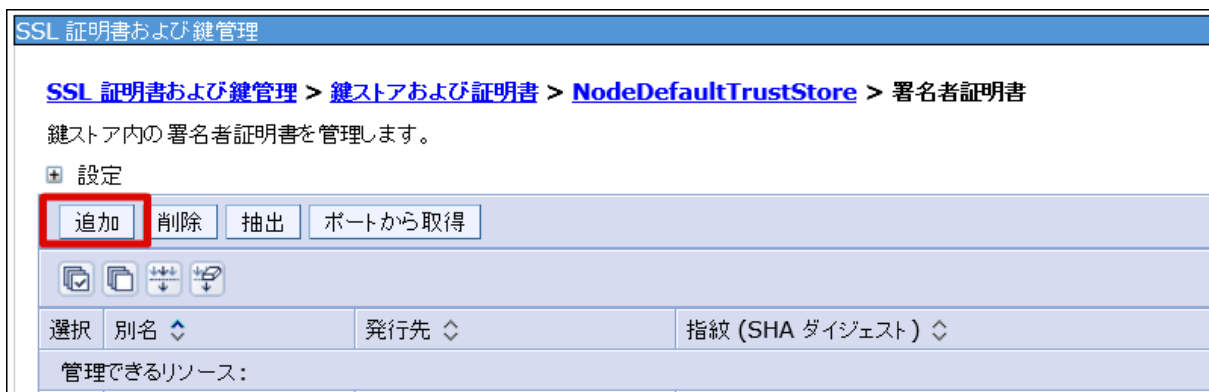 SSL 証明書および鍵管理
SSL 証明書および鍵管理 > 鍵ストアおよび証明書 > NodeDefaultTrustStore > 署名者証明書
鍵ストア内の署名者証明書を管理します。
設定
追加 削除 抽出 ポートから取得
選択 別名 発行先 指紋 (SHA ダイジェスト)
管理できるリソース: